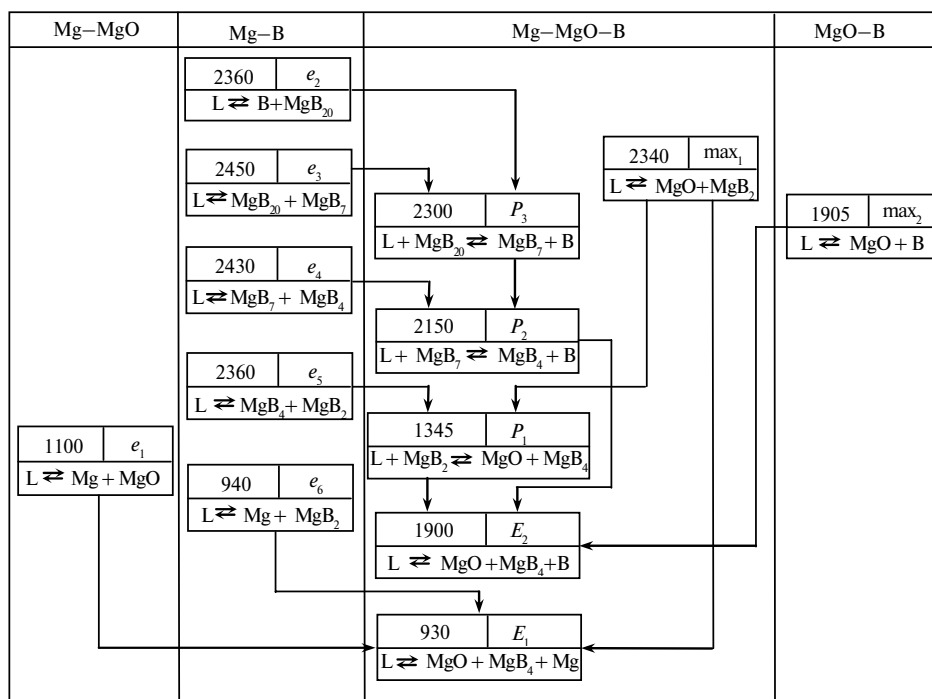 Mg–MgO Mg–B Mg–MgO–B MgO–B
2360 e₂
L ⇄ B+MgB₂₀
2340 max₁
L ⇄ MgO+MgB₂
2450 e₃
L⇄MgB₂₀ + MgB₇
2300 P₃
L + MgB₂₀ ⇄ MgB₇ + B
1905 max₂
L ⇄ MgO + B
2430 e₄
L⇄MgB₇ + MgB₄
2150 P₂
L + MgB₇ ⇄ MgB₄ + B
2360 e₅
L ⇄ MgB₄+MgB₂
1345 P₁
L + MgB₂ ⇄ MgO + MgB₄
1100 e₁
L ⇄ Mg + MgO
940 e₆
L⇄ Mg + MgB₂
1900 E₂
L ⇄ MgO + MgB₄+B
930 E₁
L⇄ MgO + MgB₄ + Mg